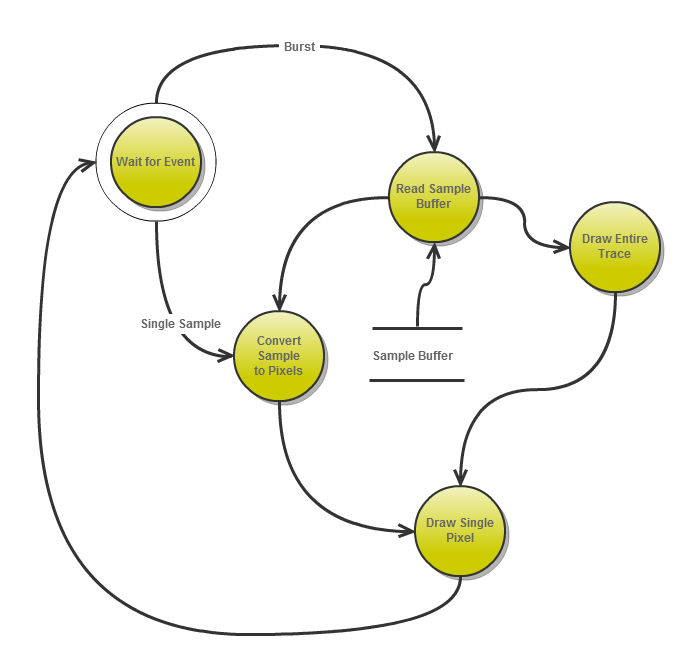 Burst
Wait for Event
Read Sample
Buffer
Draw Entire
Trace
Single Sample
Convert
Sample
to Pixels
Sample Buffer
Draw Single
Pixel